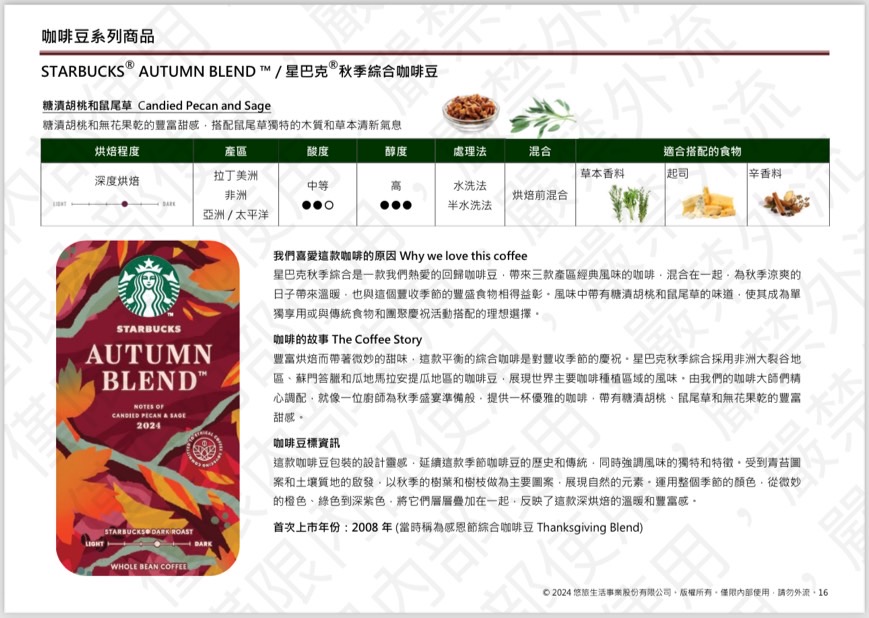 咖啡豆系列商品
STARBUCKS® AUTUMN BLEND ™ / 星巴克®秋季綜合咖啡豆
糖漬胡桃和鼠尾草 Candied Pecan and Sage
糖漬胡桃和無花果乾的豐富甜感，搭配鼠尾草獨特的木質和草本清新氣息
烘焙程度 產區 酸度 醇度 處理法 混合 適合搭配的食物
深度烘焙
LIGHT DARK
拉丁美洲
非洲
亞洲 / 太平洋
中等
●●○
高
●●●
水洗法
半水洗法
烘焙前混合
草本香料 起司 辛香料
STARBUCKS
AUTUMN
BLEND™
NOTES OF
CANDIED PECAN & SAGE
2024
STARBUCKS® DARK ROAST
LIGHT DARK
WHOLE BEAN COFFEE
我們喜愛這款咖啡的原因 Why we love this coffee
星巴克秋季綜合是一款我們熱愛的回歸咖啡豆，帶來三款產區經典風味的咖啡，混合在一起，為秋季涼爽的
日子帶來溫暖，也與這個豐收季節的豐盛食物相得益彰。風味中帶有糖漬胡桃和鼠尾草的味道，使其成為單
獨享用或與傳統食物和團聚慶祝活動搭配的理想選擇。
咖啡的故事 The Coffee Story
豐富烘焙而帶著微妙的甜味，這款平衡的綜合咖啡是對豐收季節的慶祝。星巴克秋季綜合採用非洲大裂谷地
區、蘇門答臘和瓜地馬拉安提瓜地區的咖啡豆，展現世界主要咖啡種植區域的風味。由我們的咖啡大師們精
心調配，就像一位廚師為秋季盛宴準備般，提供一杯優雅的咖啡，帶有糖漬胡桃、鼠尾草和無花果乾的豐富
甜感。
咖啡豆標資訊
這款咖啡豆包裝的設計靈感，延續這款季節咖啡豆的歷史和傳統，同時強調風味的獨特和特徵。受到青苔圖
案和土壤質地的啟發，以秋季的樹葉和樹枝做為主要圖案，展現自然的元素。運用整個季節的顏色，從微妙
的橙色、綠色到深紫色，將它們層層疊加在一起，反映了這款深烘焙的溫暖和豐富感。
首次上市年份：2008 年 (當時稱為感恩節綜合咖啡豆 Thanksgiving Blend)
© 2024 悠旅生活事業股份有限公司。版權所有。僅限內部使用，請勿外流。16